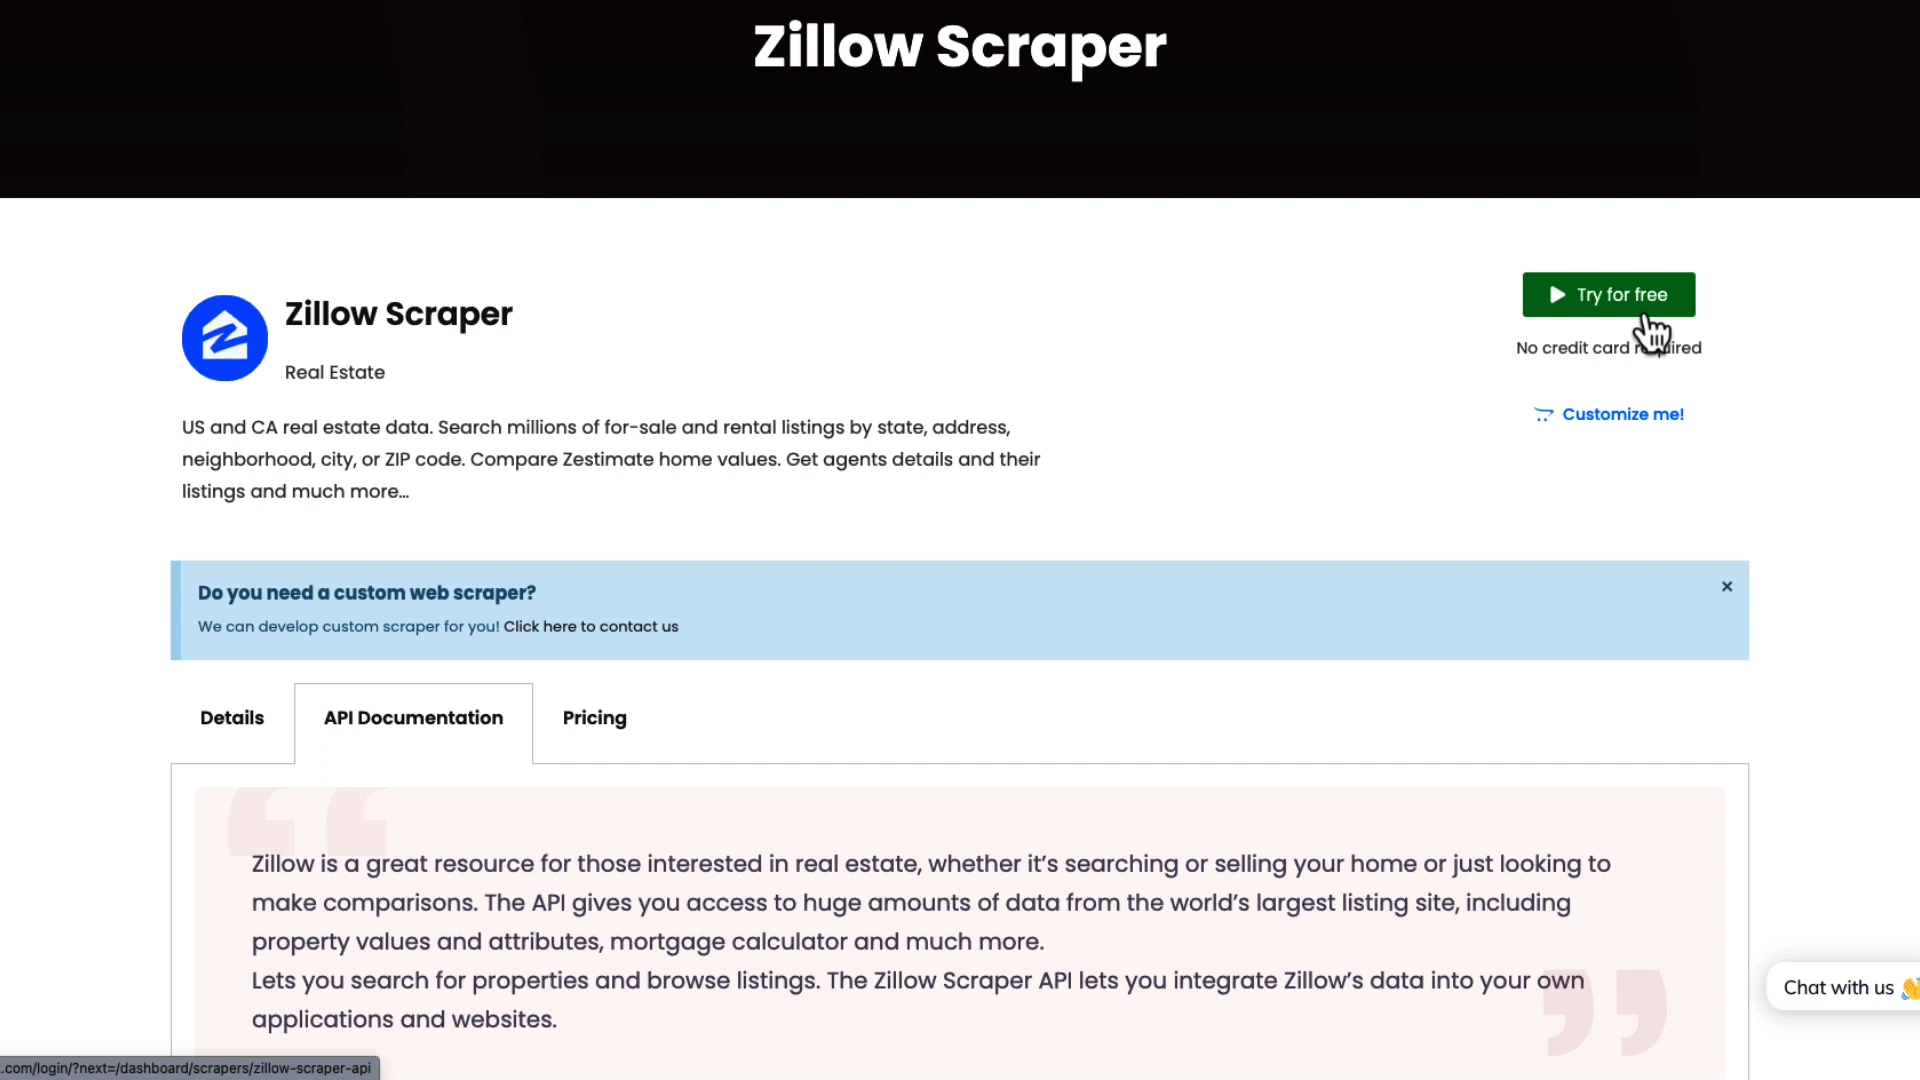 Zillow Scraper
Zillow Scraper
Real Estate
Try for free
No credit card required
Customize me!
US and CA real estate data. Search millions of for-sale and rental listings by state, address,
neighborhood, city, or ZIP code. Compare Zestimate home values. Get agents details and their
listings and much more...
Do you need a custom web scraper?
×
We can develop custom scraper for you! Click here to contact us
Details
API Documentation
Pricing
Zillow is a great resource for those interested in real estate, whether it’s searching or selling your home or just looking to
make comparisons. The API gives you access to huge amounts of data from the world’s largest listing site, including
property values and attributes, mortgage calculator and much more.
Lets you search for properties and browse listings. The Zillow Scraper API lets you integrate Zillow’s data into your own
applications and websites.
Chat with us 👋
.com/login/?next=/dashboard/scrapers/zillow-scraper-api